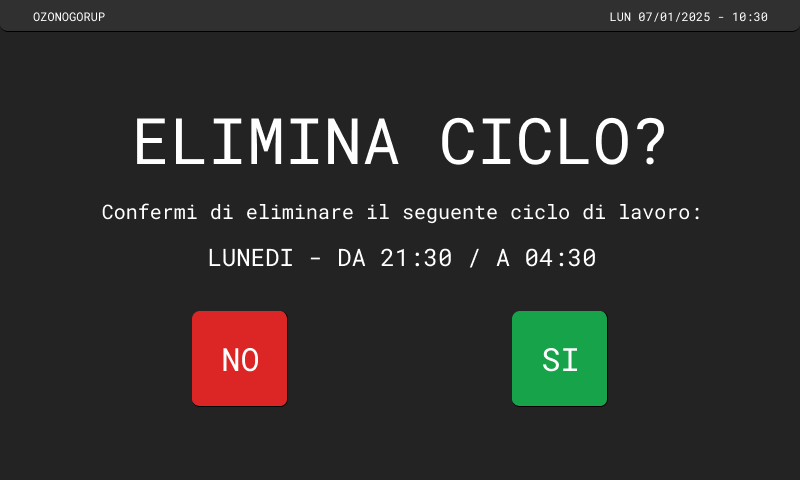 OZONOGORUP
LUN 07/01/2025 - 10:30
ELIMINA CICLO?
Confermi di eliminare il seguente ciclo di lavoro:
LUNEDI - DA 21:30 / A 04:30
NO
SI